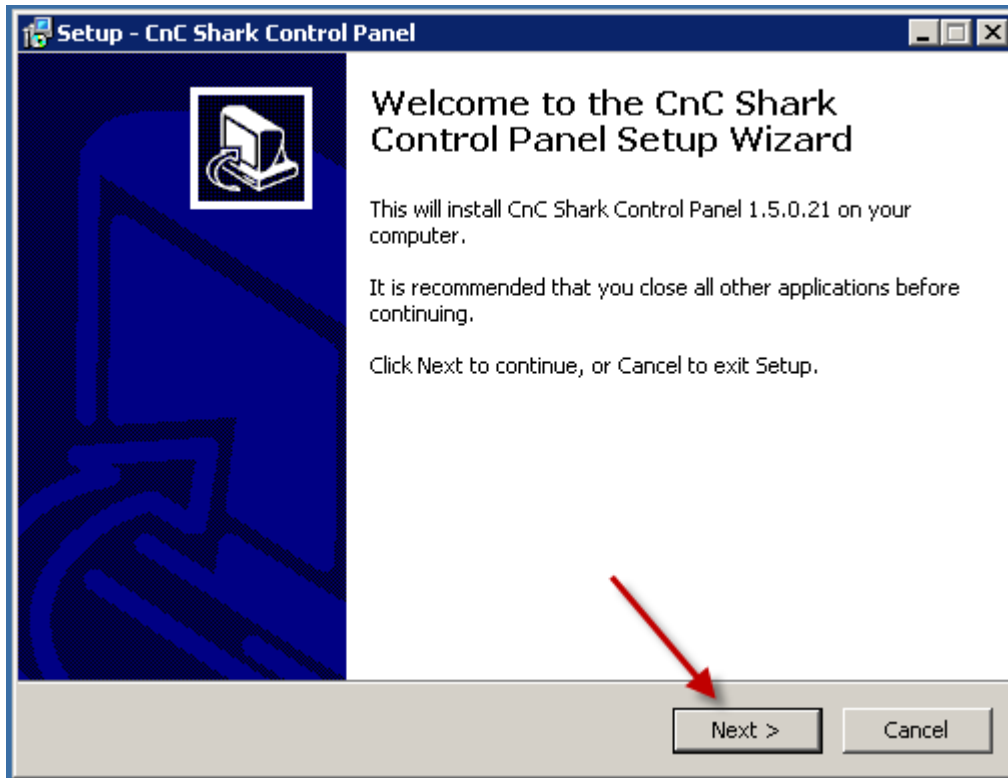 Setup - CnC Shark Control Panel
Welcome to the CnC Shark
Control Panel Setup Wizard
This will install CnC Shark Control Panel 1.5.0.21 on your
computer.
It is recommended that you close all other applications before
continuing.
Click Next to continue, or Cancel to exit Setup.
Next >
Cancel